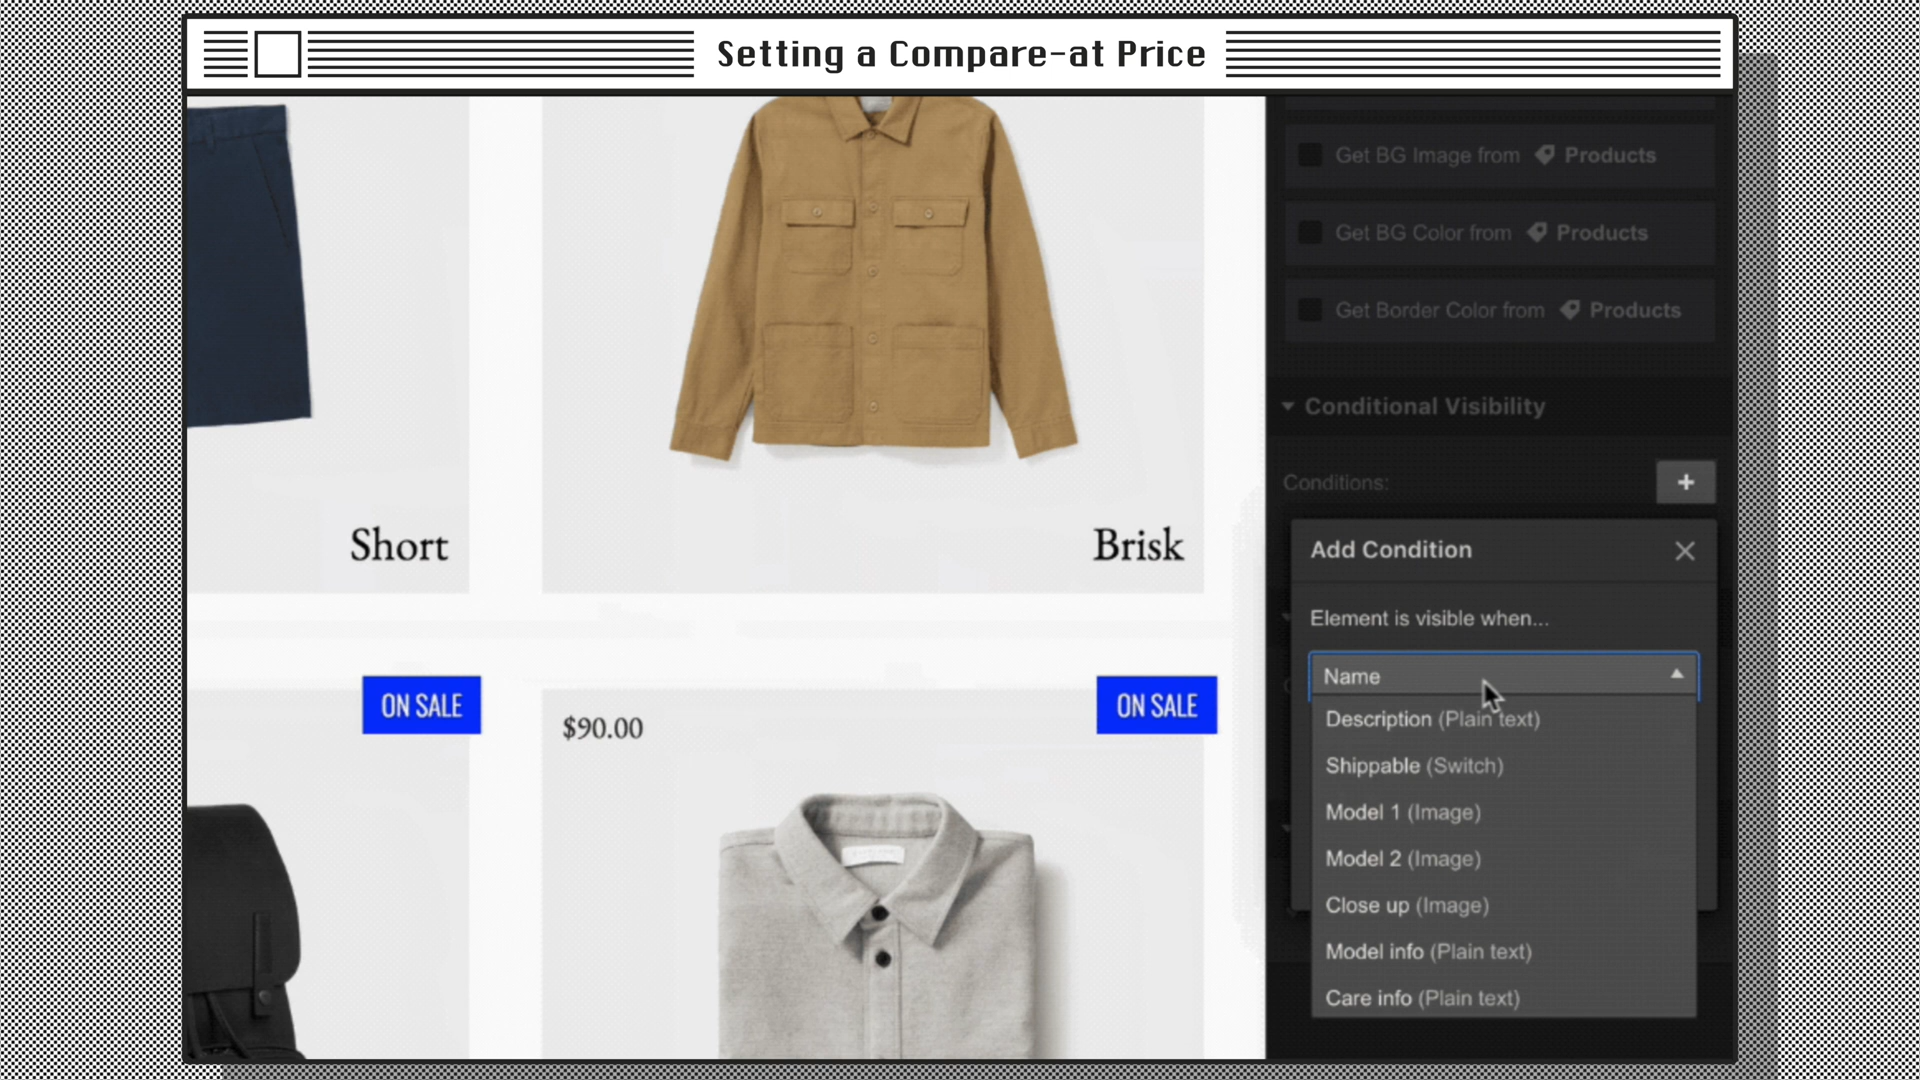 Setting a Compare-at Price
Get BG Image from Products
Get BG Color from Products
Get Border Color from Products
Conditional Visibility
Conditions:
+
Add Condition
Element is visible when...
Name
Description (Plain text)
Shippable (Switch)
Model 1 (Image)
Model 2 (Image)
Close up (Image)
Model info (Plain text)
Care info (Plain text)
Short
Brisk
ON SALE
$90.00
ON SALE